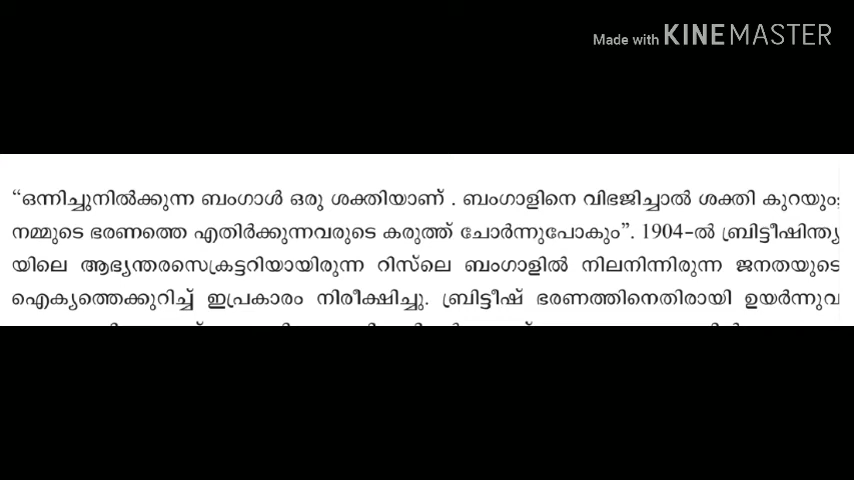 Made with KINEMASTER
“ഒന്നിച്ചുനിൽക്കുന്ന ബംഗാൾ ഒരു ശക്തിയാണ് . ബംഗാളിനെ വിഭജിച്ചാൽ ശക്തി കുറയും;
നമ്മുടെ ഭരണത്തെ എതിർക്കുന്നവരുടെ കരുത്ത് ചോർന്നുപോകും”. 1904-ൽ ബ്രിട്ടീഷിന്ത്യ
യിലെ ആഭ്യന്തരസെക്രട്ടറിയായിരുന്ന റിസ്‌ലെ ബംഗാളിൽ നിലനിന്നിരുന്ന ജനതയുടെ
ഐക്യത്തെക്കുറിച്ച് ഇപ്രകാരം നിരീക്ഷിച്ചു. ബ്രിട്ടീഷ് ഭരണത്തിനെതിരായി ഉയർന്നുവ